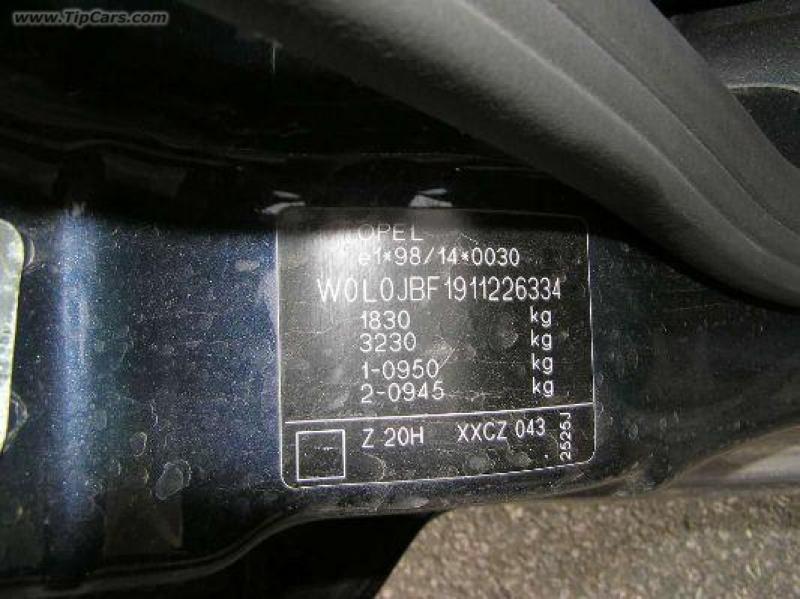 www.TipCars.com
OPEL
e1*98/14*0030
W0L0JBF1911226334
1830 kg
3230 kg
1-0950 kg
2-0945 kg
Z 20H XXCZ 043
2525J